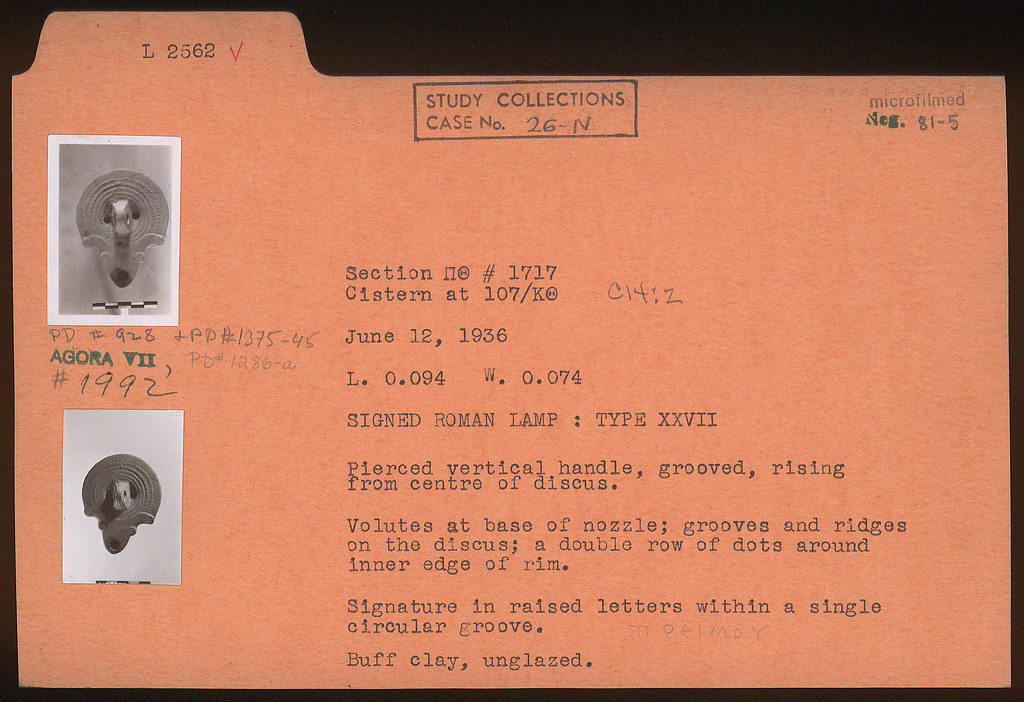 L 2562 √
STUDY COLLECTIONS
CASE No. 26-N
microfilmed
Neg. 81-5
Section ΠΘ # 1717
Cistern at 107/ΚΘ C14:2
PD # 928 + PD#1375-45
AGORA VII, PD#1286-a
# 1992
June 12, 1936
L. 0.094 W. 0.074
SIGNED ROMAN LAMP : TYPE XXVII
Pierced vertical handle, grooved, rising
from centre of discus.
Volutes at base of nozzle; grooves and ridges
on the discus; a double row of dots around
inner edge of rim.
Signature in raised letters within a single
circular groove.
Buff clay, unglazed.